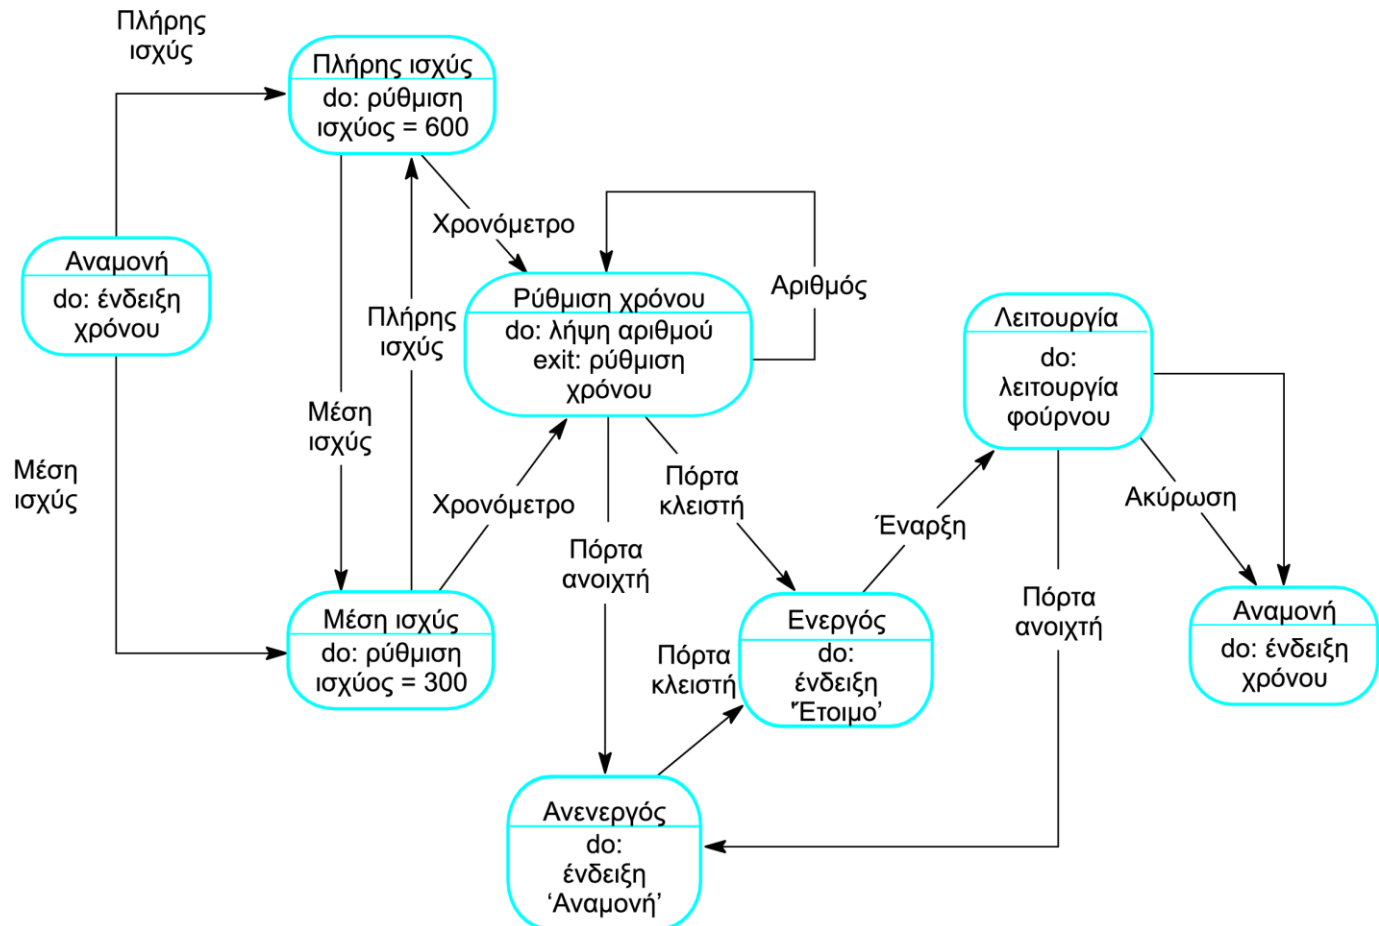 Πλήρης
ισχύς
Πλήρης ισχύς
do: ρύθμιση
ισχύος = 600
Χρονόμετρο
Αναμονή
do: ένδειξη
χρόνου
Πλήρης
ισχύς
Ρύθμιση χρόνου
do: λήψη αριθμού
exit: ρύθμιση
χρόνου
Αριθμός
Λειτουργία
do:
λειτουργία
φούρνου
Μέση
ισχύς
Μέση
ισχύς
Χρονόμετρο
Πόρτα
κλειστή
Πόρτα
ανοιχτή
Έναρξη
Ακύρωση
Πόρτα
ανοιχτή
Μέση ισχύς
do: ρύθμιση
ισχύος = 300
Πόρτα
κλειστή
Ενεργός
do:
ένδειξη
‘Έτοιμο’
Αναμονή
do: ένδειξη
χρόνου
Ανενεργός
do:
ένδειξη
‘Αναμονή’